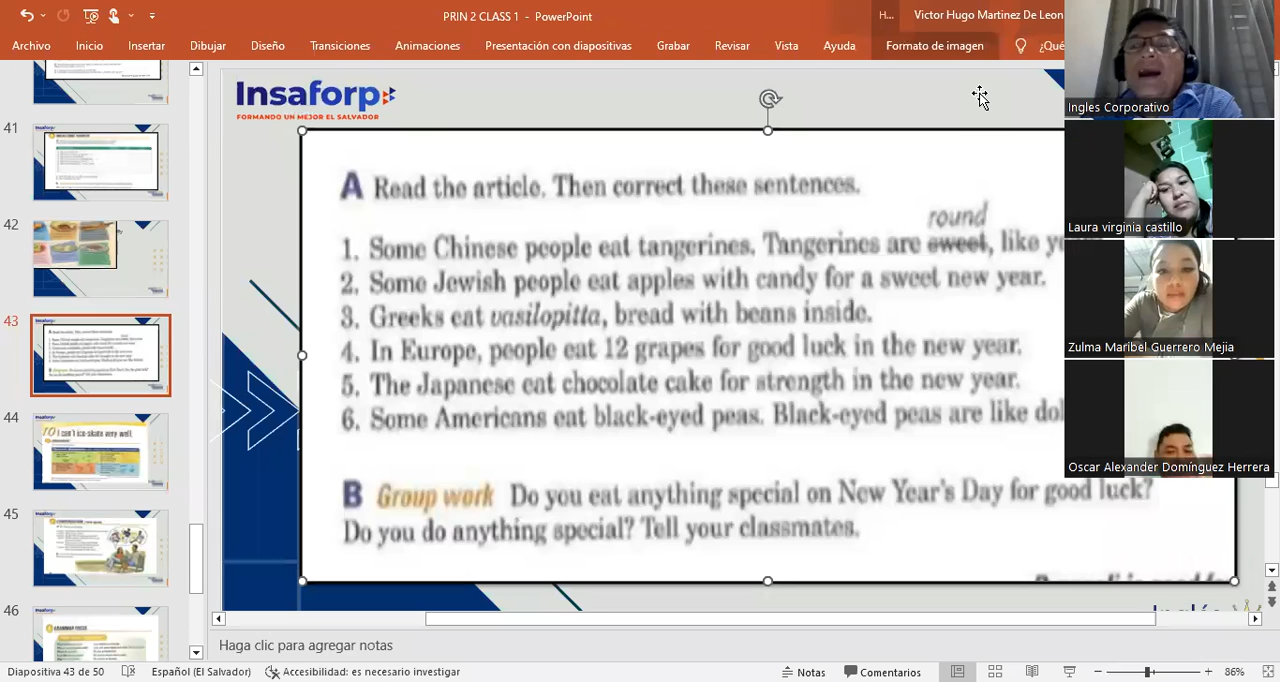 PRIN 2 CLASS 1 - PowerPoint
H...
Victor Hugo Martinez De Leon
Archivo
Inicio
Insertar
Dibujar
Diseño
Transiciones
Animaciones
Presentación con diapositivas
Grabar
Revisar
Vista
Ayuda
Formato de imagen
¿Qué
Ingles Corporativo
Laura virginia castillo
Zulma Maribel Guerrero Mejia
Oscar Alexander Domínguez Herrera
41
42
43
44
10 I can't ice-skate very well.
45
46
Insaforp
FORMANDO UN MEJOR EL SALVADOR
A Read the article. Then correct these sentences.
round
1. Some Chinese people eat tangerines. Tangerines are sweet, like
2. Some Jewish people eat apples with candy for a sweet new year.
3. Greeks eat vasilopitta, bread with beans inside.
4. In Europe, people eat 12 grapes for good luck in the new year.
5. The Japanese eat chocolate cake for strength in the new year.
6. Some Americans eat black-eyed peas. Black-eyed peas are like
B Group work Do you eat anything special on New Year's Day for good luck?
Do you do anything special? Tell your classmates.
Haga clic para agregar notas
Diapositiva 43 de 50
Español (El Salvador)
Accesibilidad: es necesario investigar
Notas
Comentarios
86%